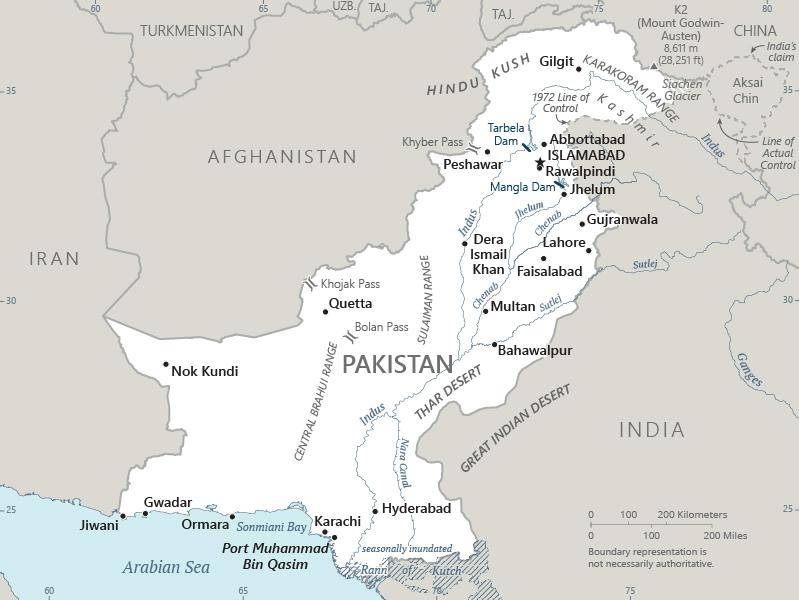 60
65
70
75
80
UZB.
TAJ.
TAJ.
TURKMENISTAN
K2
(Mount Godwin-
Austen)
8,611 m
(28,251 ft)
CHINA
India's
claim
Gilgit
HINDU KUSH
KARAKORAM RANGE
Siachen
Glacier
Aksai
Chin
35
35
1972 Line of
Control
Kashmir
Tarbela
Dam
Khyber Pass
Abbottabad
ISLAMABAD
Rawalpindi
Peshawar
Indus
Line of
Actual
Control
AFGHANISTAN
Mangla Dam
Jhelum
Jhelum
Chenab
Indus
Gujranwala
Dera
Ismail
Khan
Lahore
Faisalabad
IRAN
SULAIMAN RANGE
Sutlej
Khojak Pass
Quetta
Chenab
Multan
Sutlej
30
30
Bolan Pass
Bahawalpur
PAKISTAN
Nok Kundi
CENTRAL BRAHUI RANGE
THAR DESERT
Ganges
Indus
GREAT INDIAN DESERT
INDIA
Nara Canal
Gwadar
Jiwani
Ormara
Sonmiani Bay
Karachi
Hyderabad
25
25
Port Muhammad
Bin Qasim
seasonally inundated
Arabian Sea
Rann of Kutch
0 100 200 Kilometers
0 100 200 Miles
Boundary representation is
not necessarily authoritative.
60
65
75